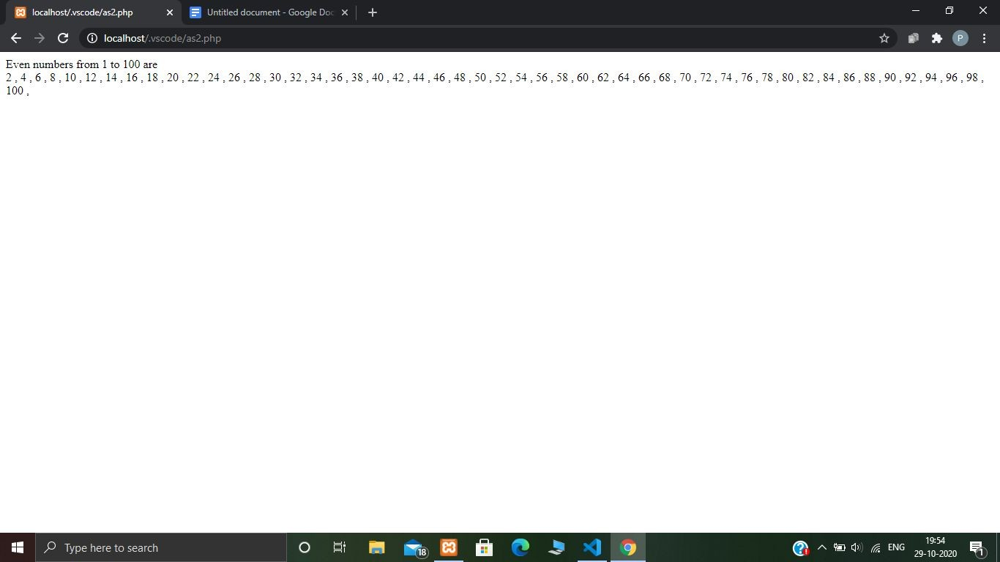 localhost/.vscode/as2.php
Untitled document - Google Doc
localhost/.vscode/as2.php
P
Even numbers from 1 to 100 are
2 , 4 , 6 , 8 , 10 , 12 , 14 , 16 , 18 , 20 , 22 , 24 , 26 , 28 , 30 , 32 , 34 , 36 , 38 , 40 , 42 , 44 , 46 , 48 , 50 , 52 , 54 , 56 , 58 , 60 , 62 , 64 , 66 , 68 , 70 , 72 , 74 , 76 , 78 , 80 , 82 , 84 , 86 , 88 , 90 , 92 , 94 , 96 , 98 ,
100 ,
Type here to search
18
ENG
19:54
29-10-2020
1